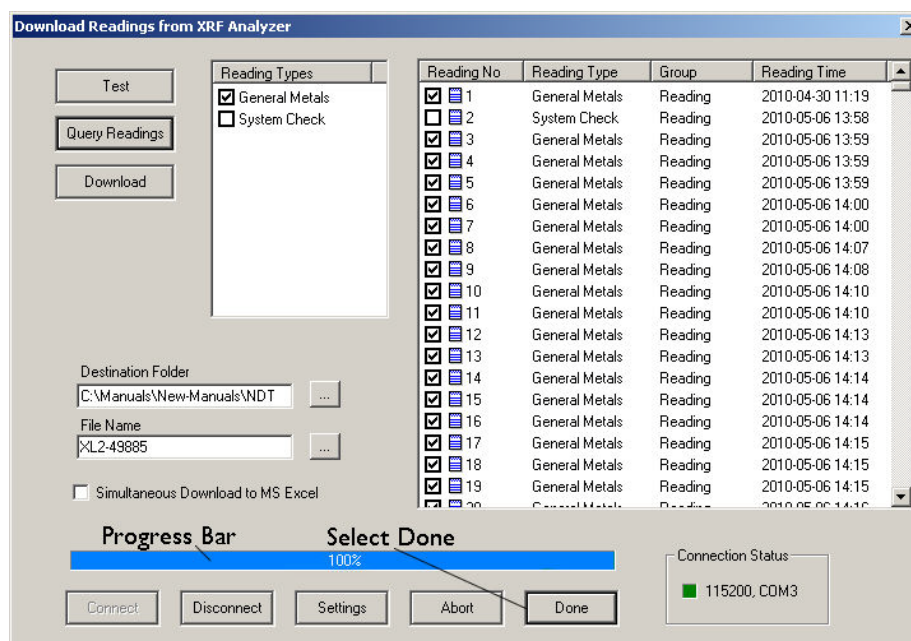 Download Readings from XRF Analyzer
Test
Query Readings
Download
Reading Types
General Metals
System Check
Reading No Reading Type Group Reading Time
1 General Metals Reading 2010-04-30 11:19
2 System Check Reading 2010-05-06 13:58
3 General Metals Reading 2010-05-06 13:59
4 General Metals Reading 2010-05-06 13:59
5 General Metals Reading 2010-05-06 13:59
6 General Metals Reading 2010-05-06 14:00
7 General Metals Reading 2010-05-06 14:00
8 General Metals Reading 2010-05-06 14:07
9 General Metals Reading 2010-05-06 14:08
10 General Metals Reading 2010-05-06 14:10
11 General Metals Reading 2010-05-06 14:10
12 General Metals Reading 2010-05-06 14:13
13 General Metals Reading 2010-05-06 14:13
14 General Metals Reading 2010-05-06 14:14
15 General Metals Reading 2010-05-06 14:14
16 General Metals Reading 2010-05-06 14:14
17 General Metals Reading 2010-05-06 14:15
18 General Metals Reading 2010-05-06 14:15
19 General Metals Reading 2010-05-06 14:15
Destination Folder
C:\Manuals\New-Manuals\NDT ...
File Name
XL2-49885 ...
Simultaneous Download to MS Excel
Progress Bar Select Done
100%
Connect Disconnect Settings Abort Done
Connection Status
115200, COM3